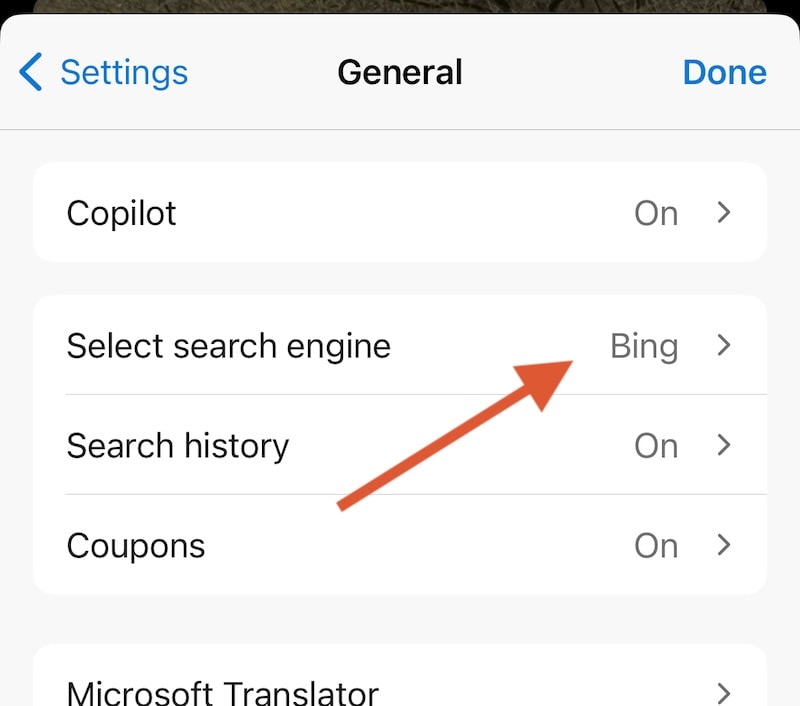 Settings General Done
Copilot On
Select search engine Bing
Search history On
Coupons On
Microsoft Translator